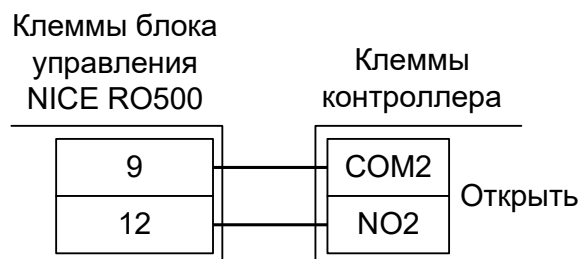 Клеммы блока
управления
NICE RO500
Клеммы
контроллера
9
COM2
12
NO2
Открыть